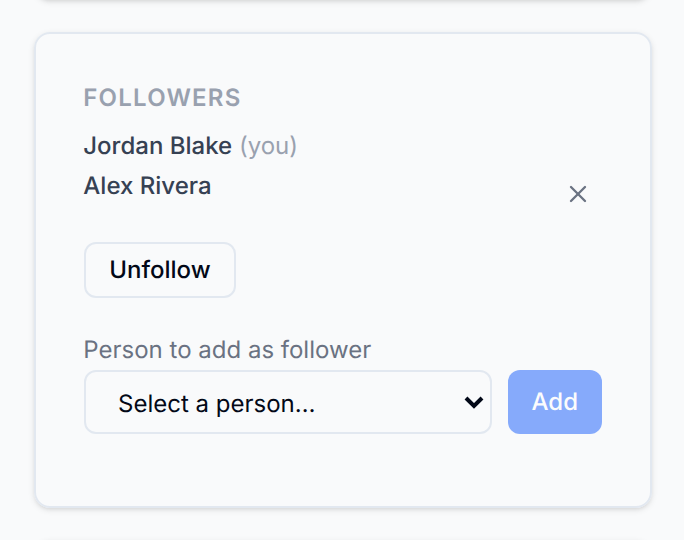 FOLLOWERS
Jordan Blake (you)
Alex Rivera
Unfollow
Person to add as follower
Select a person...
Add